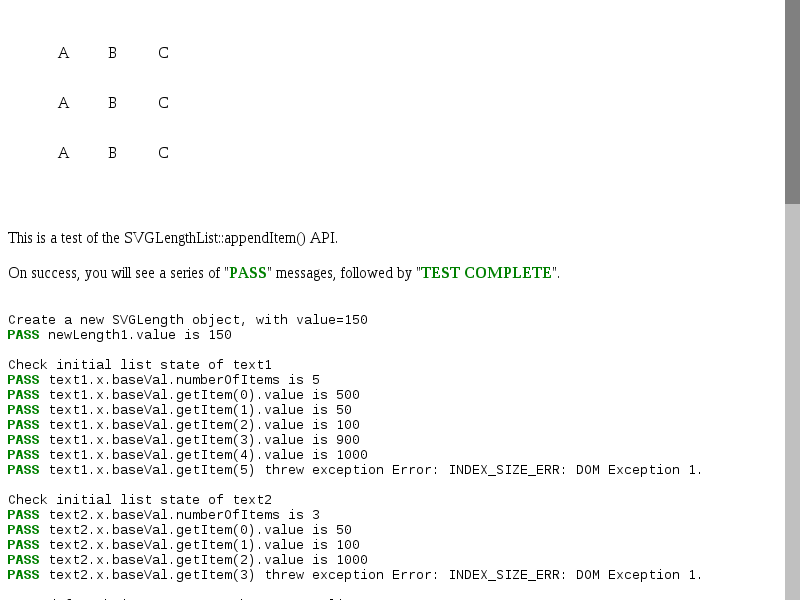 A B C
A B C
A B C
This is a test of the SVGLengthList::appendItem() API.
On success, you will see a series of "PASS" messages, followed by "TEST COMPLETE".
Create a new SVGLength object, with value=150
PASS newLength1.value is 150
Check initial list state of text1
PASS text1.x.baseVal.numberOfItems is 5
PASS text1.x.baseVal.getItem(0).value is 500
PASS text1.x.baseVal.getItem(1).value is 50
PASS text1.x.baseVal.getItem(2).value is 100
PASS text1.x.baseVal.getItem(3).value is 900
PASS text1.x.baseVal.getItem(4).value is 1000
PASS text1.x.baseVal.getItem(5) threw exception Error: INDEX_SIZE_ERR: DOM Exception 1.
Check initial list state of text2
PASS text2.x.baseVal.numberOfItems is 3
PASS text2.x.baseVal.getItem(0).value is 50
PASS text2.x.baseVal.getItem(1).value is 100
PASS text2.x.baseVal.getItem(2).value is 1000
PASS text2.x.baseVal.getItem(3) threw exception Error: INDEX_SIZE_ERR: DOM Exception 1.